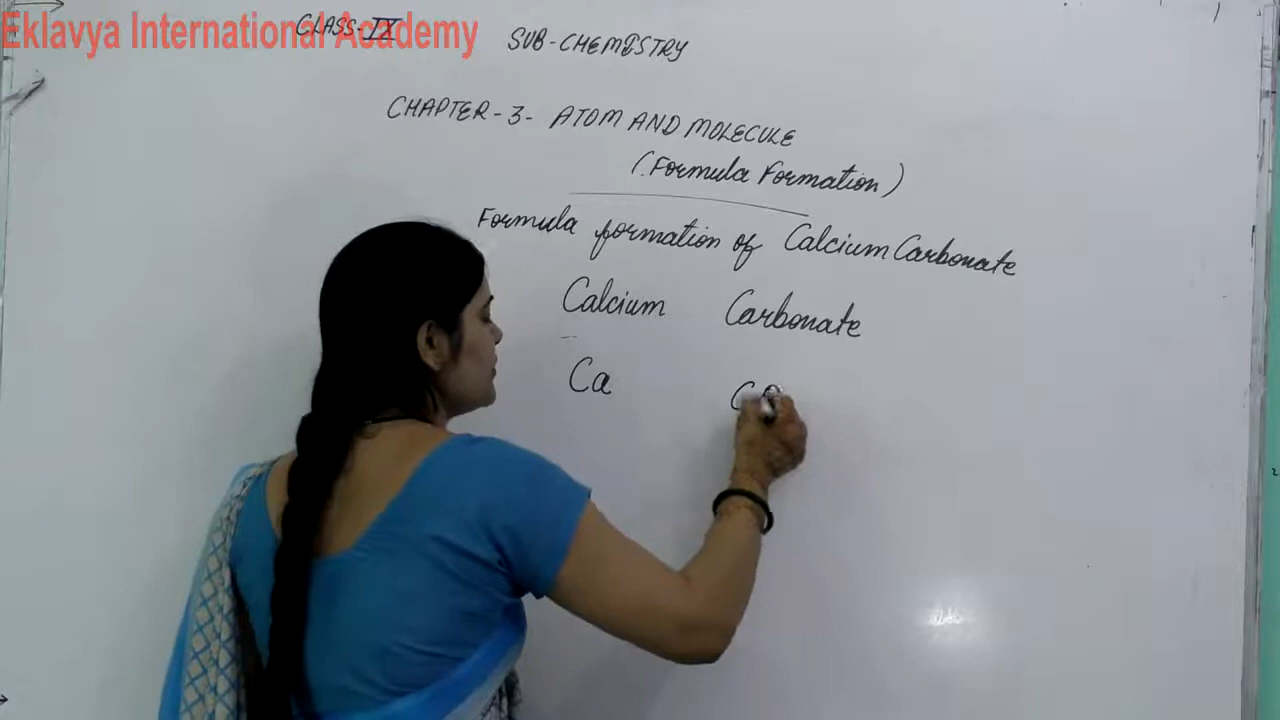 Eklavya International Academy
CLASS-IX
SUB-CHEMISTRY
CHAPTER-3- ATOM AND MOLECULE
(Formula Formation)
Formula formation of Calcium Carbonate
Calcium Carbonate
Ca CO